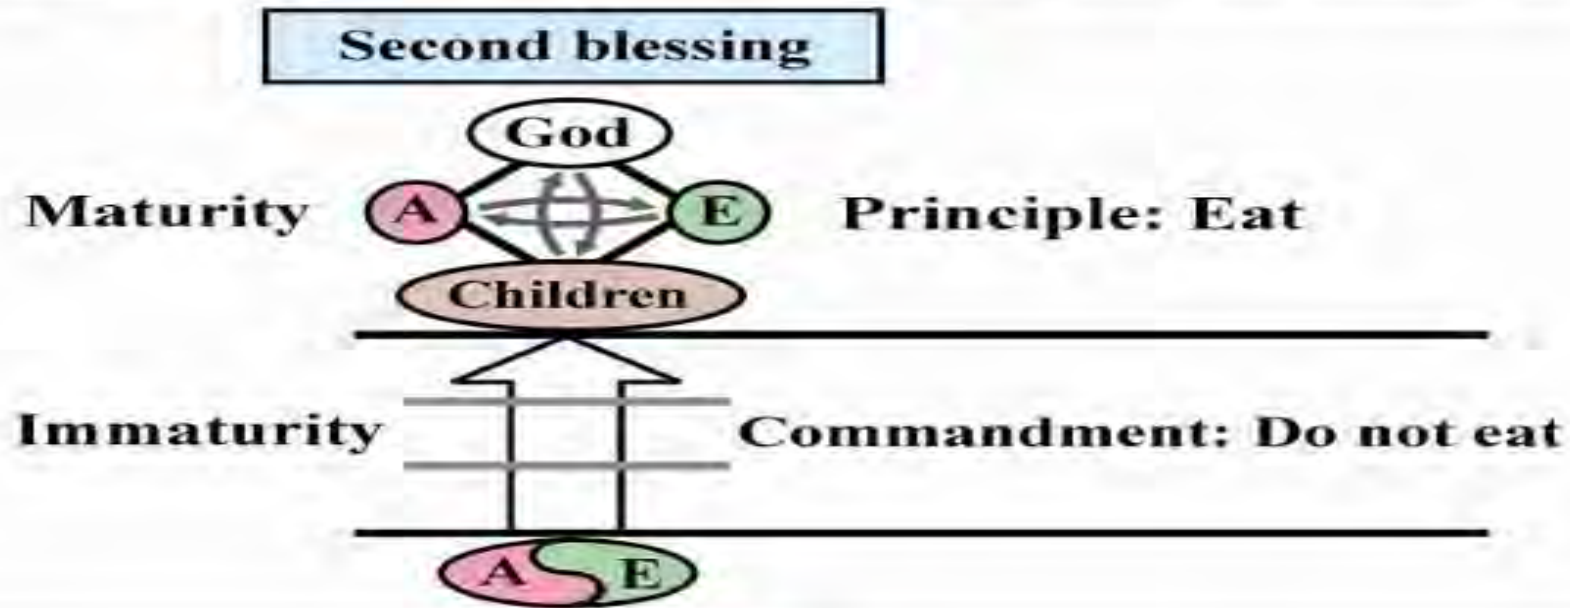 Second blessing
God
Maturity A E Principle: Eat
Children
Immaturity Commandment: Do not eat
A E